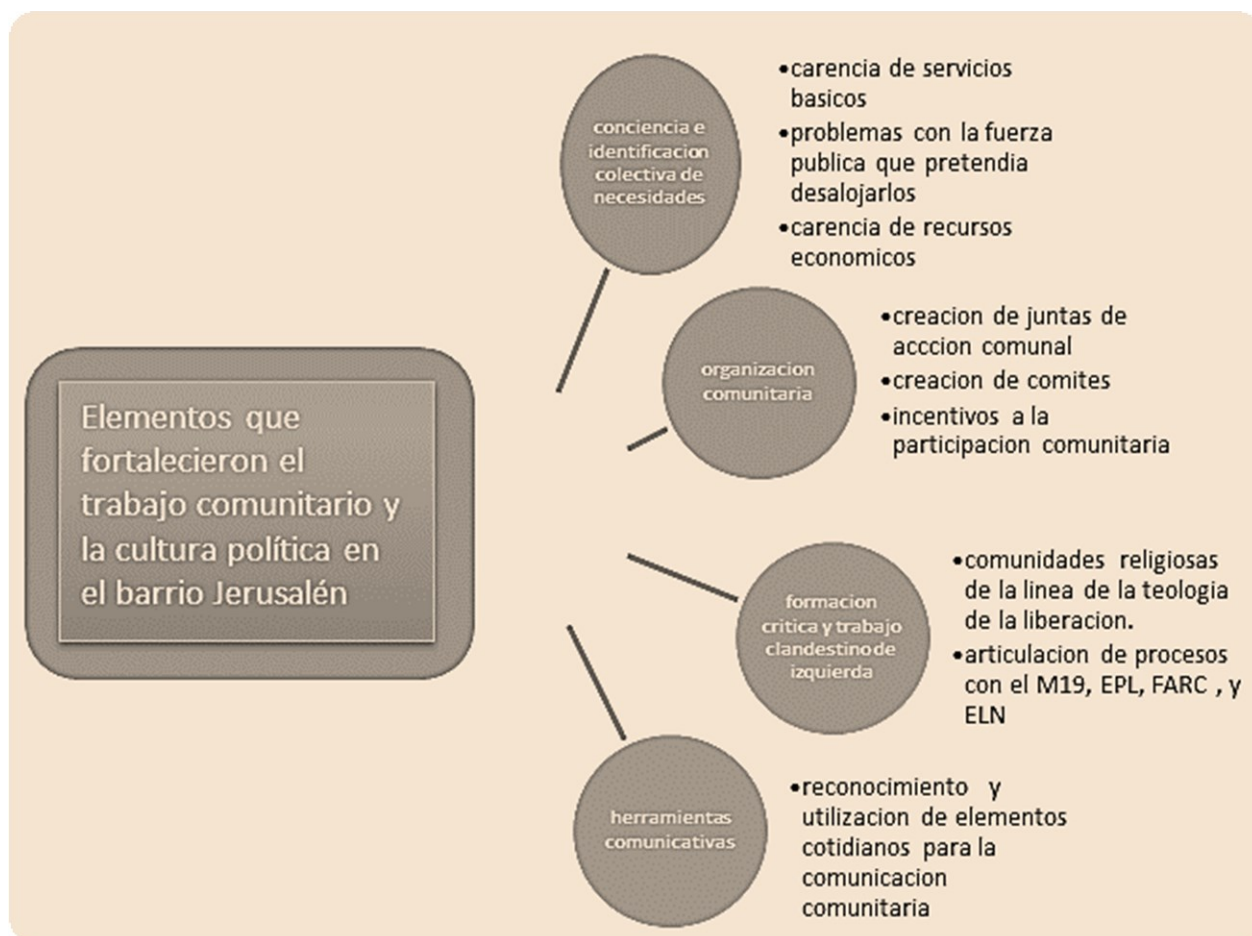 Elementos que
fortalecieron el
trabajo comunitario y
la cultura política en
el barrio Jerusalén
conciencia e
identificacion
colectiva de
necesidades
•carencia de servicios
basicos
•problemas con la fuerza
publica que pretendia
desalojarlos
•carencia de recursos
economicos
organizacion
comunitaria
•creacion de juntas de
acccion comunal
•creacion de comites
•incentivos a la
participacion comunitaria
formacion
critica y trabajo
clandestino de
izquierda
•comunidades religiosas
de la linea de la teologia
de la liberacion.
•articulacion de procesos
con el M19, EPL, FARC , y
ELN
herramientas
comunicativas
•reconocimiento y
utilizacion de elementos
cotidianos para la
comunicacion
comunitaria